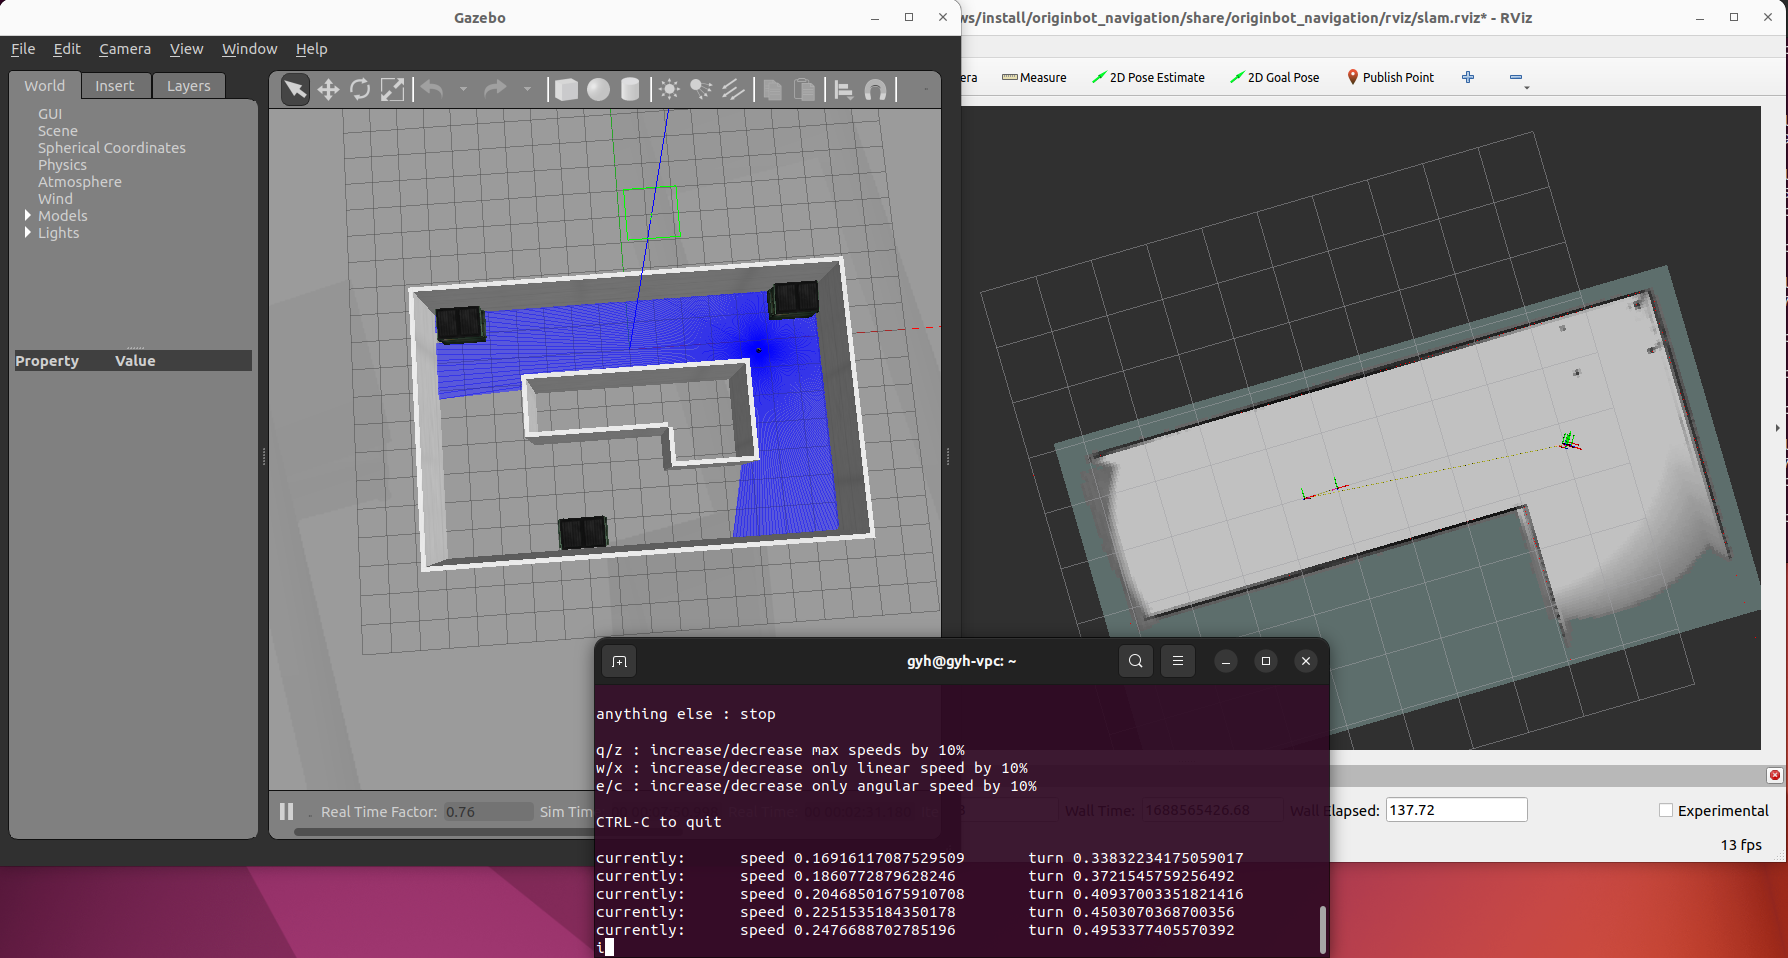 Gazebo
File Edit Camera View Window Help
World Insert Layers
GUI
Scene
Spherical Coordinates
Physics
Atmosphere
Wind
Models
Lights
Property Value
Real Time Factor: 0.76 Sim Time
ws/install/originbot_navigation/share/originbot_navigation/rviz/slam.rviz* - RViz
era Measure 2D Pose Estimate 2D Goal Pose Publish Point
Wall Time: 1688565426.68 Wall Elapsed: 137.72 Experimental
13 fps
gyh@gyh-vpc: ~
anything else : stop
q/z : increase/decrease max speeds by 10%
w/x : increase/decrease only linear speed by 10%
e/c : increase/decrease only angular speed by 10%
CTRL-C to quit
currently: speed 0.16916117087529509 turn 0.33832234175059017
currently: speed 0.1860772879628246 turn 0.3721545759256492
currently: speed 0.20468501675910708 turn 0.40937003351821416
currently: speed 0.2251535184350178 turn 0.4503070368700356
currently: speed 0.2476688702785196 turn 0.4953377405570392
i